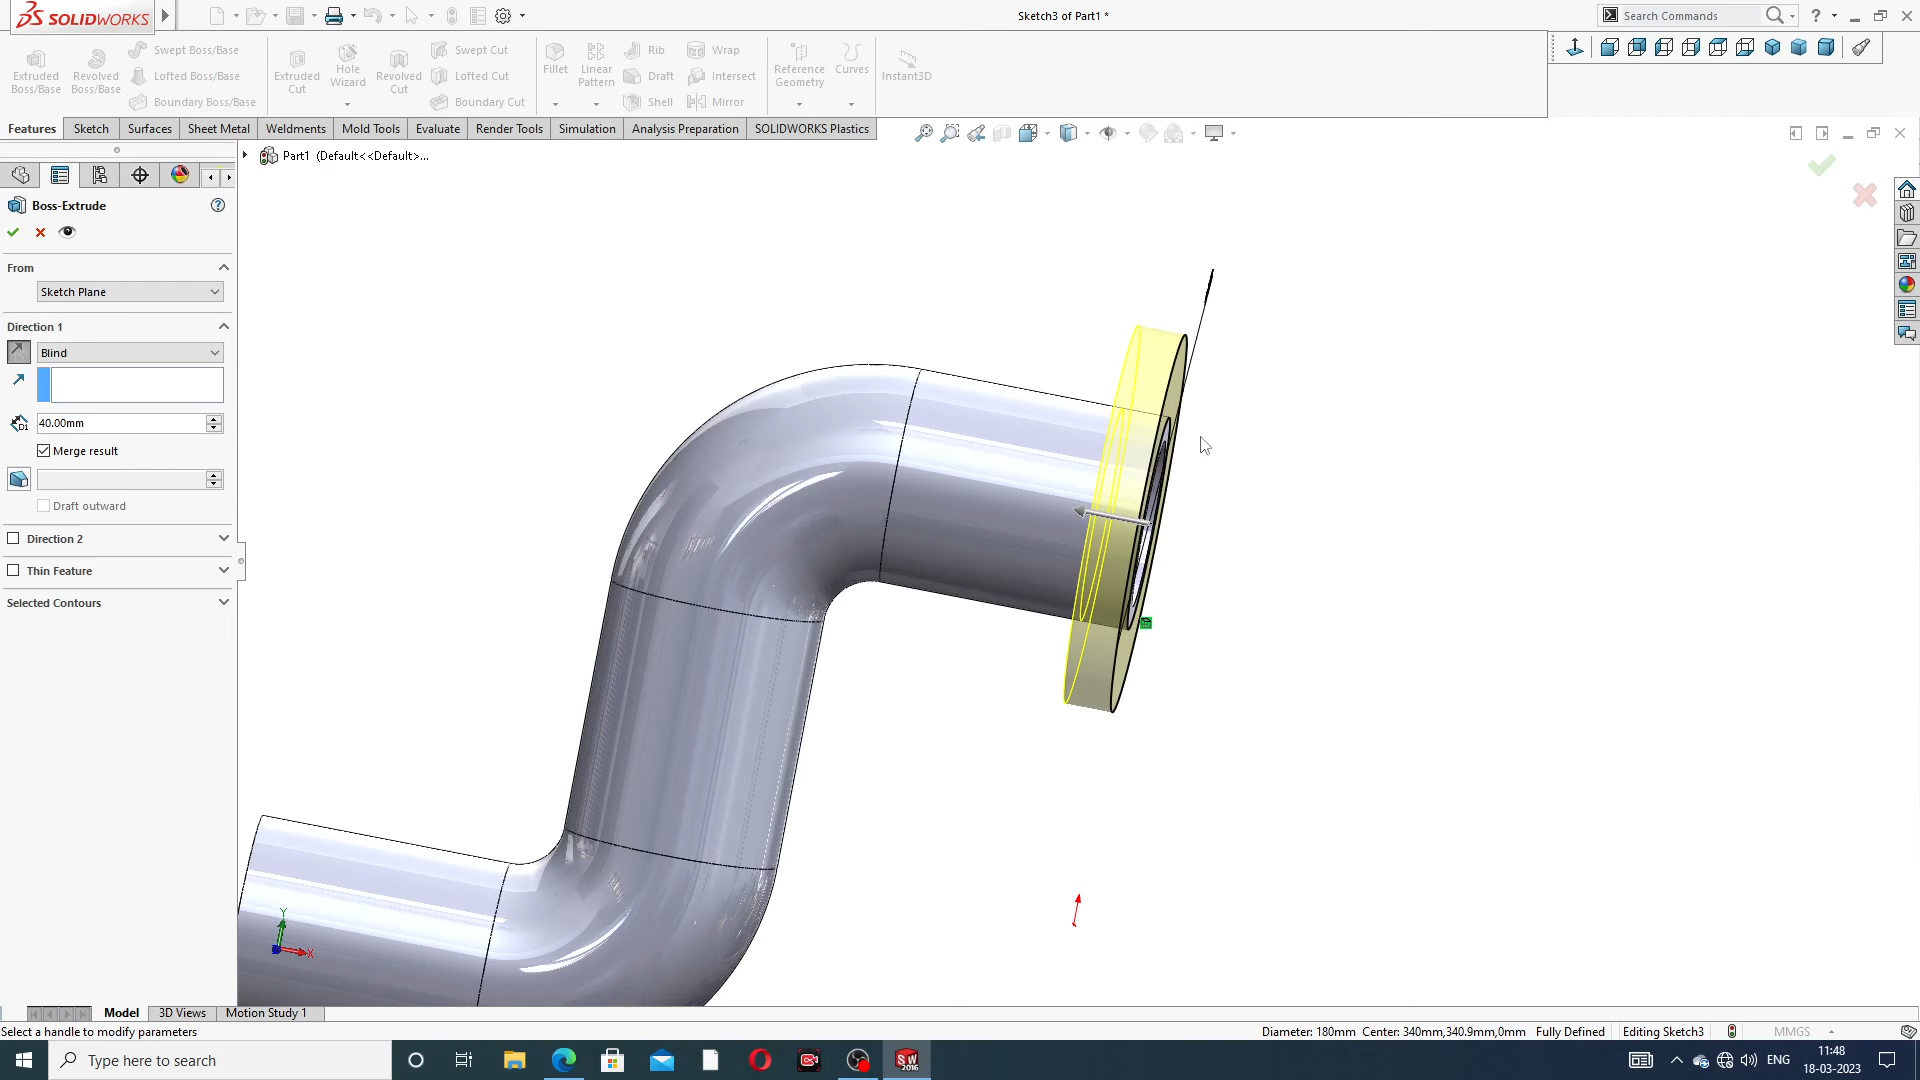 SOLIDWORKS
Sketch3 of Part1 *
Search Commands
Extruded Boss/Base
Revolved Boss/Base
Swept Boss/Base
Lofted Boss/Base
Boundary Boss/Base
Extruded Cut
Hole Wizard
Revolved Cut
Swept Cut
Lofted Cut
Boundary Cut
Fillet
Linear Pattern
Rib
Draft
Shell
Wrap
Intersect
Mirror
Reference Geometry
Curves
Instant3D
Features
Sketch
Surfaces
Sheet Metal
Weldments
Mold Tools
Evaluate
Render Tools
Simulation
Analysis Preparation
SOLIDWORKS Plastics
Part1 (Default<<Default>...
Boss-Extrude
From
Sketch Plane
Direction 1
Blind
D1
40.00mm
Merge result
Draft outward
Direction 2
Thin Feature
Selected Contours
Y
X
Model
3D Views
Motion Study 1
Select a handle to modify parameters
Diameter: 180mm Center: 340mm,340.9mm,0mm
Fully Defined
Editing Sketch3
MMGS
Type here to search
SW 2016
ENG
11:48
18-03-2023